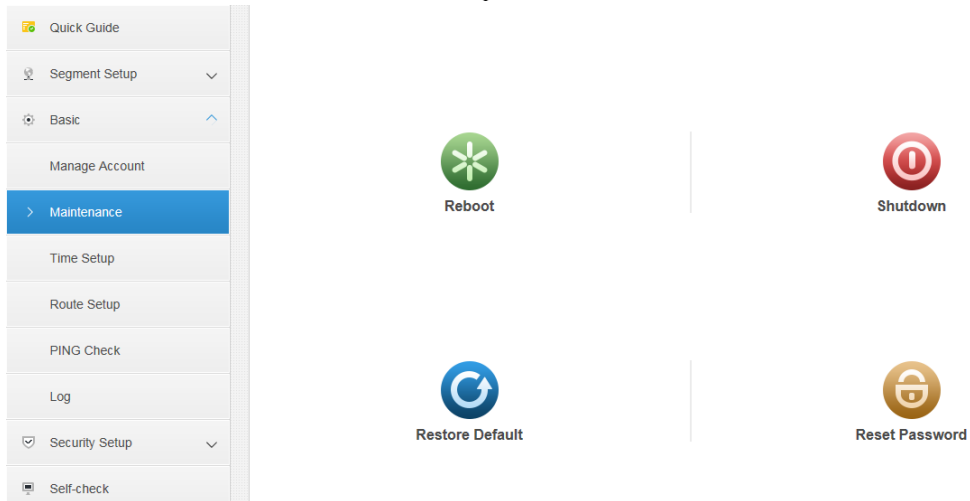 Quick Guide
Segment Setup
Basic
Manage Account
Maintenance
Time Setup
Route Setup
PING Check
Log
Security Setup
Self-check
Reboot
Shutdown
Restore Default
Reset Password